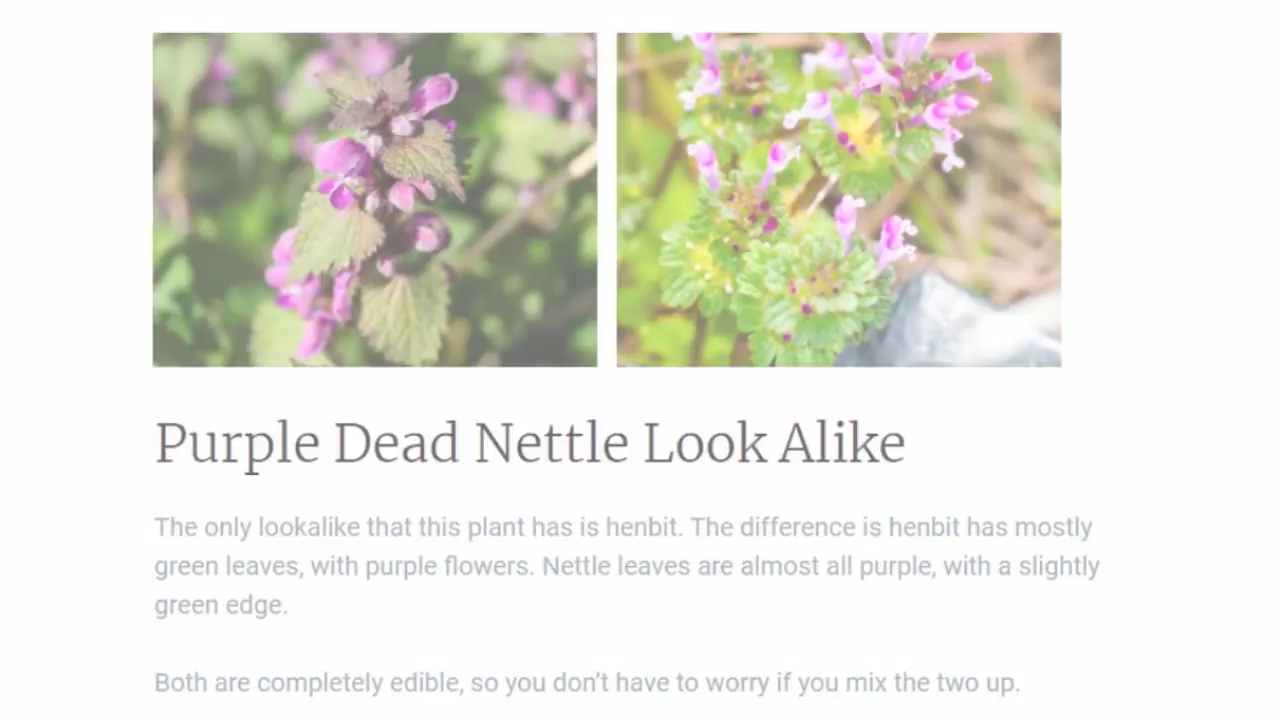 Purple Dead Nettle Look Alike
The only lookalike that this plant has is henbit. The difference is henbit has mostly
green leaves, with purple flowers. Nettle leaves are almost all purple, with a slightly
green edge.
Both are completely edible, so you don’t have to worry if you mix the two up.